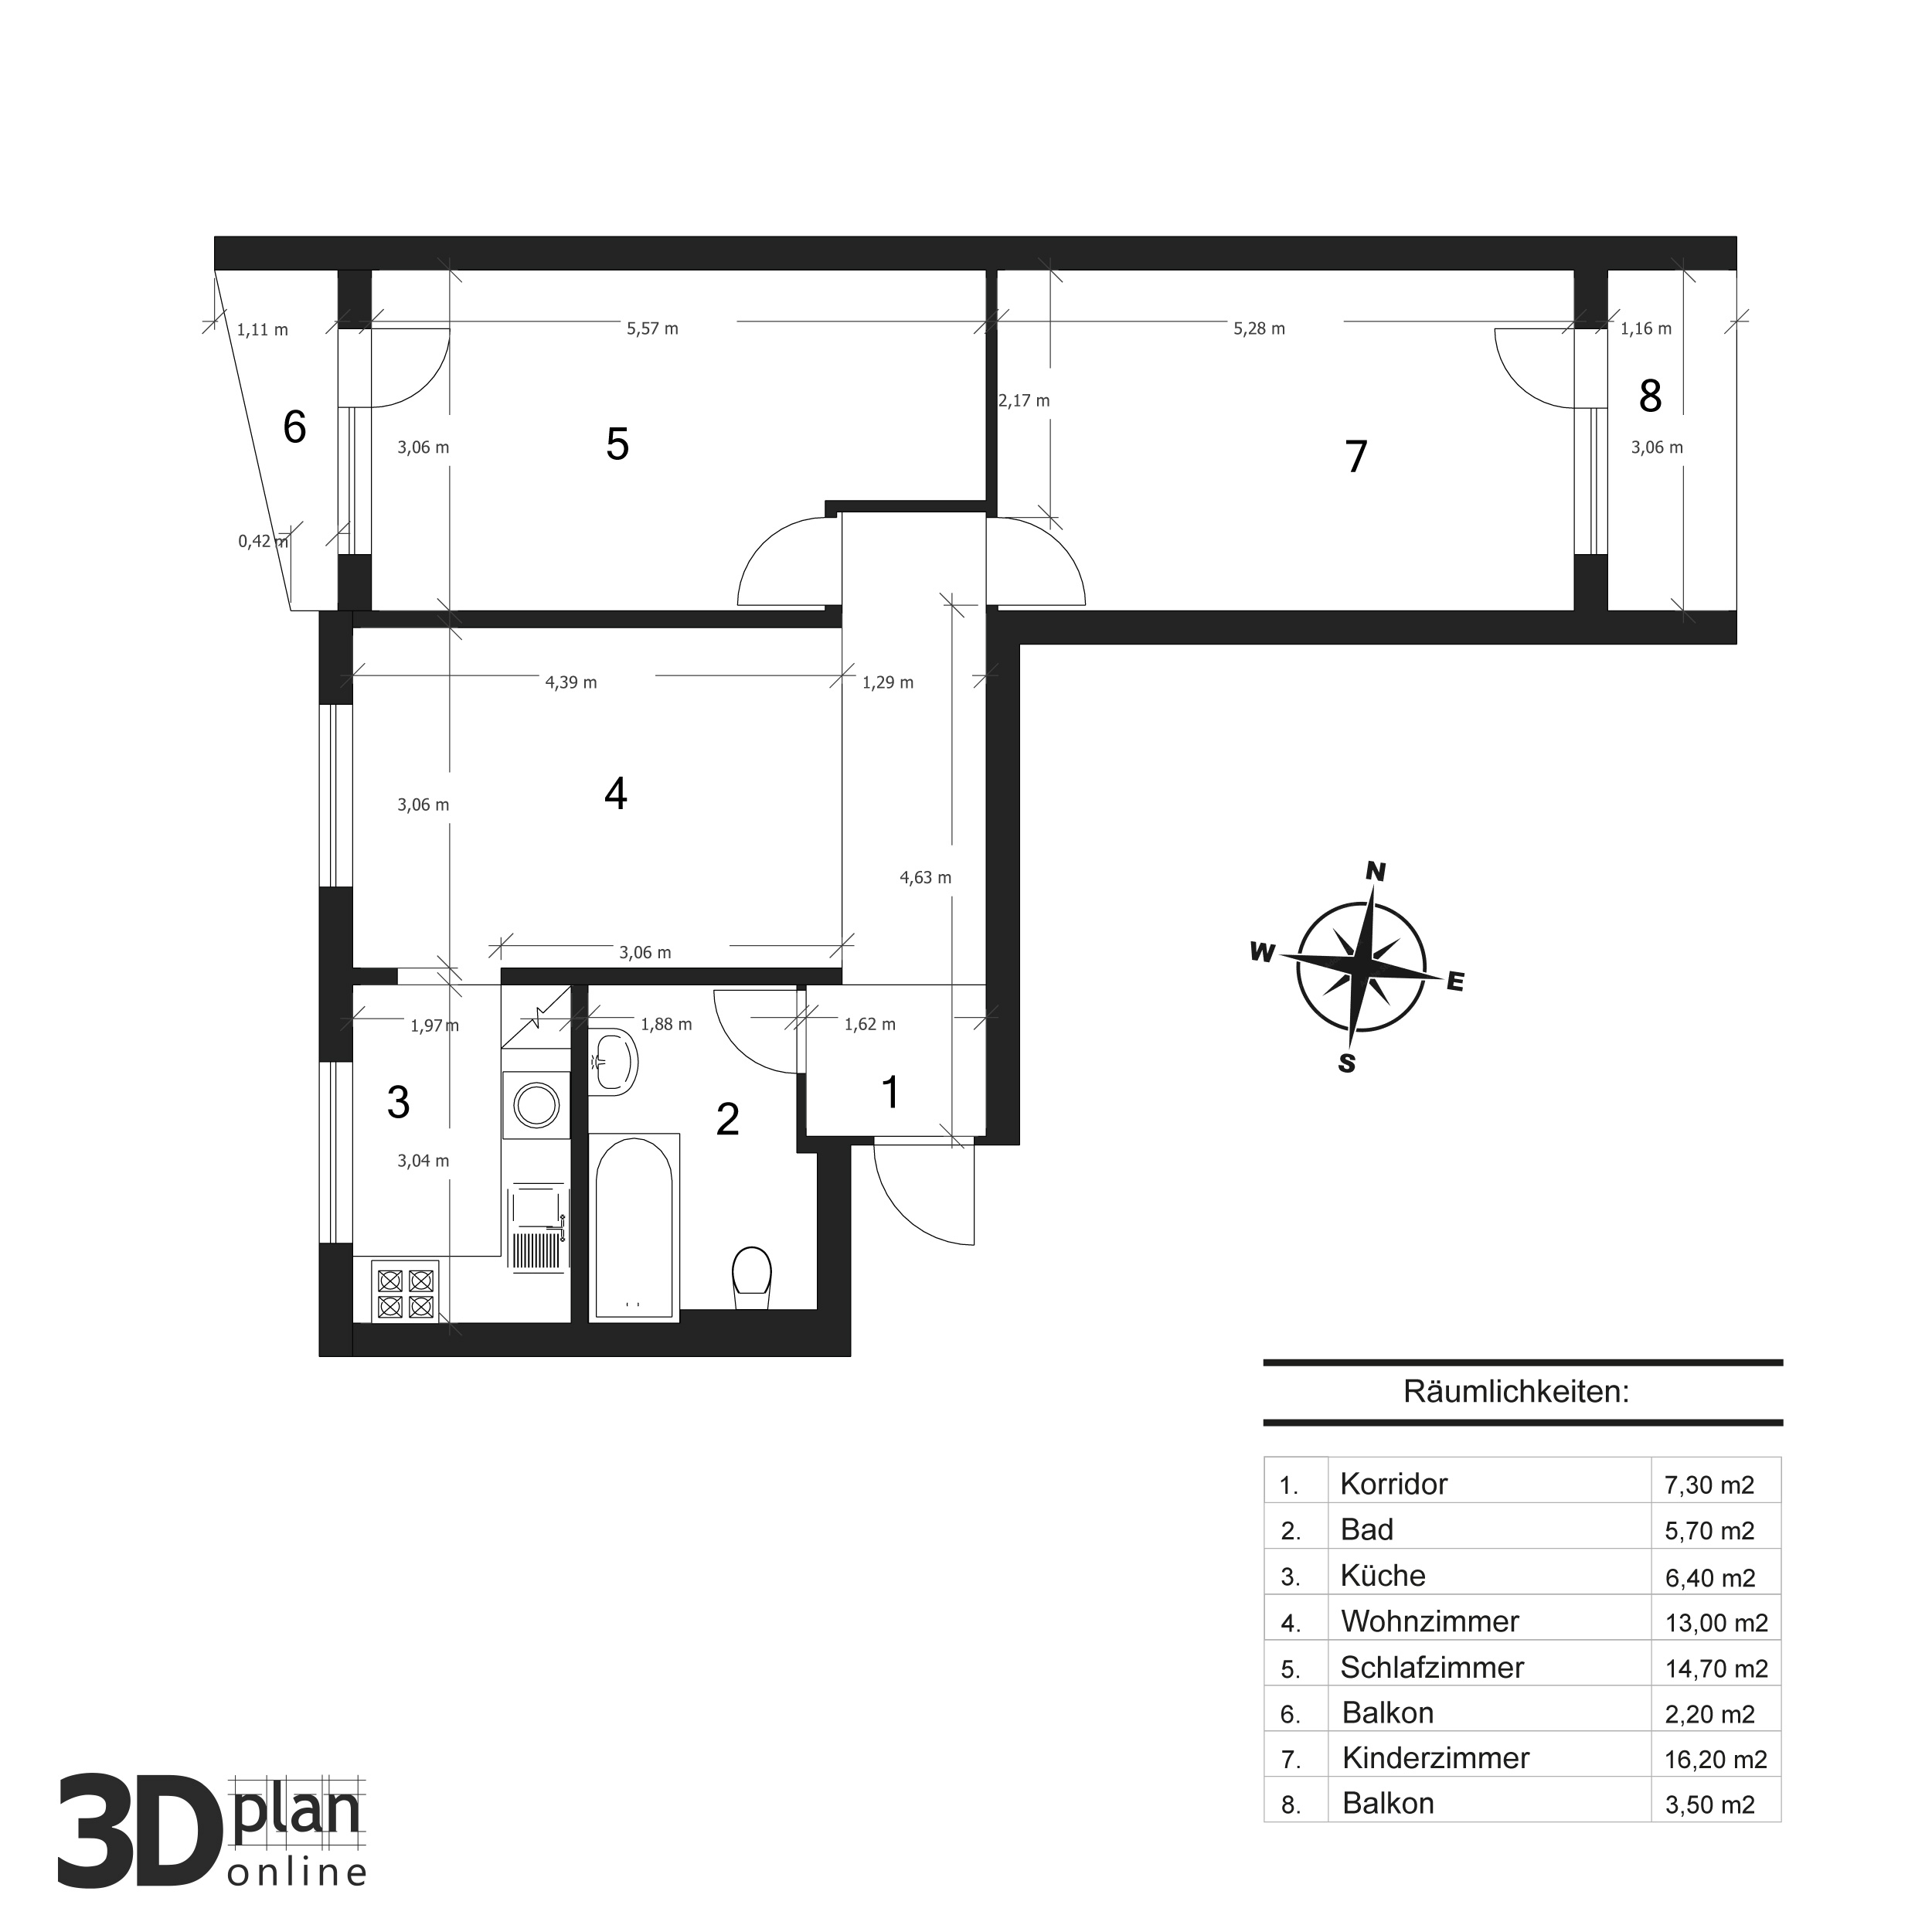 1,11 m
5,57 m
5,28 m
1,16 m
2,17 m
8
6
5
7
3,06 m
3,06 m
0,42 m
4,39 m
1,29 m
4
3,06 m
4,63 m
3,06 m
N
W
E
S
1,97 m
1,88 m
1,62 m
3
2
1
3,04 m
Räumlichkeiten:
1. Korridor 7,30 m2
2. Bad 5,70 m2
3. Küche 6,40 m2
4. Wohnzimmer 13,00 m2
5. Schlafzimmer 14,70 m2
6. Balkon 2,20 m2
7. Kinderzimmer 16,20 m2
8. Balkon 3,50 m2
3D plan
online